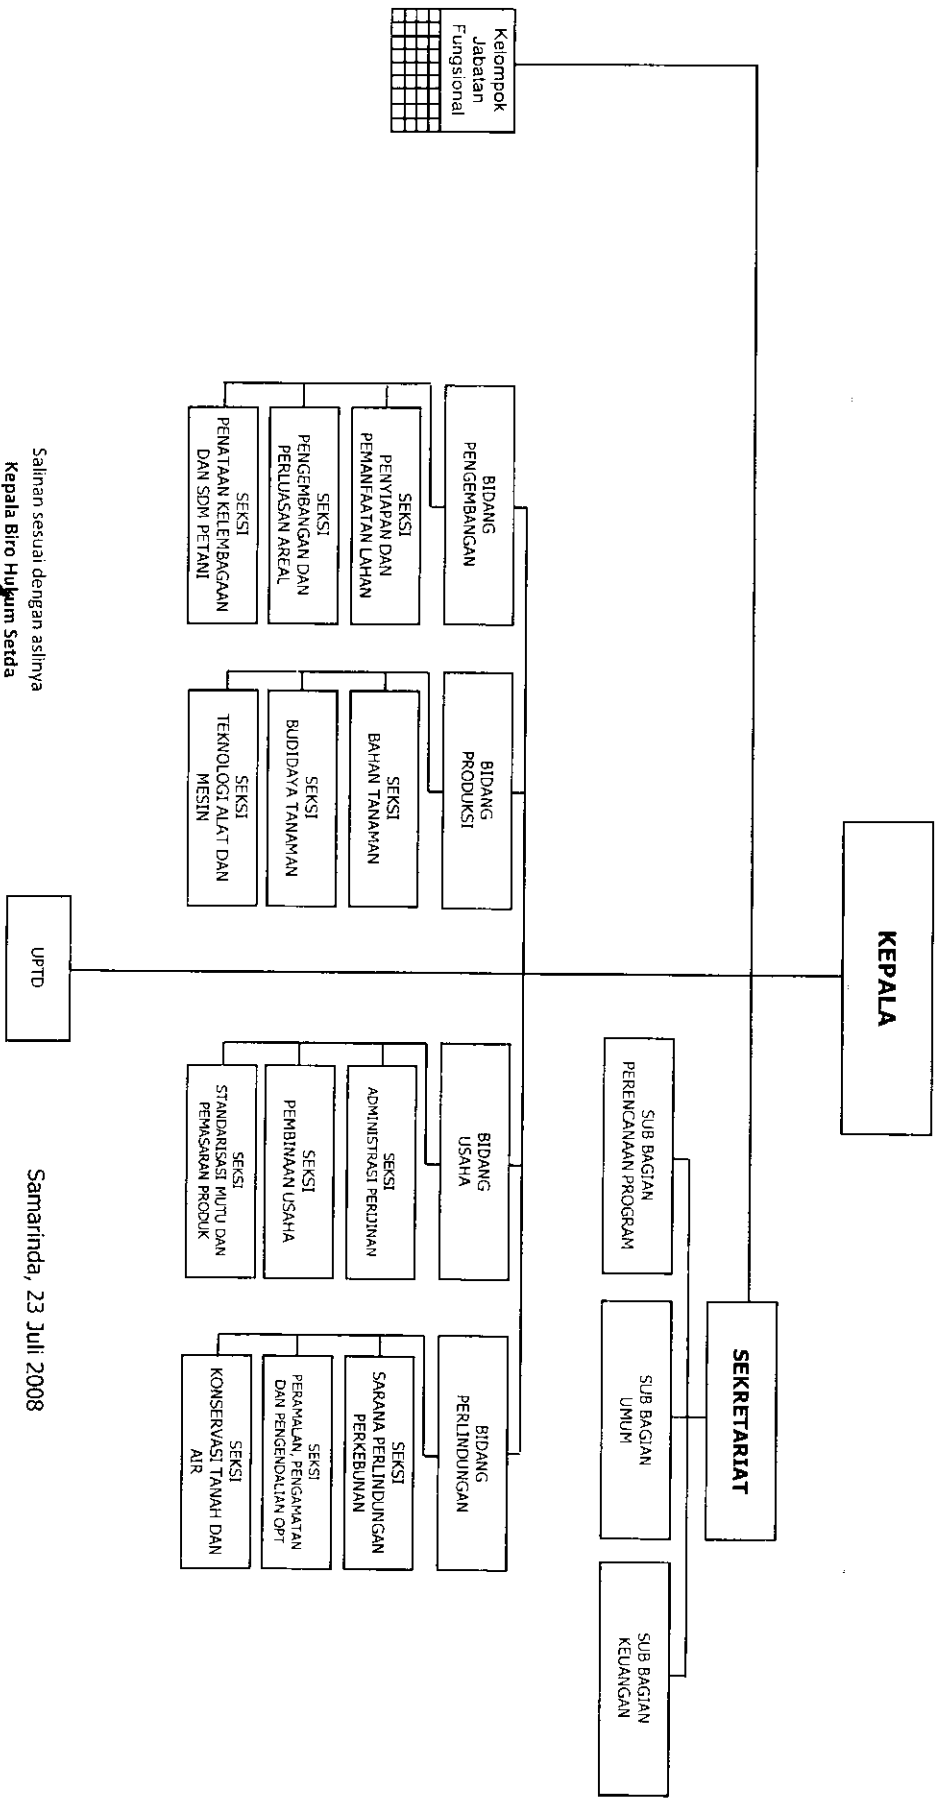 KEPALA
SEKRETARIAT
SUB BAGIAN
PERENCANAAN PROGRAM
SUB BAGIAN
UMUM
SUB BAGIAN
KEUANGAN
Kelompok
Jabatan
Fungsional
BIDANG
PENGEMBANGAN
SEKSI
PENYIAPAN DAN
PEMANFAATAN LAHAN
SEKSI
PENGEMBANGAN DAN
PERLUASAN AREAL
SEKSI
PENATAAN KELEMBAGAAN
DAN SDM PETANI
BIDANG
PRODUKSI
SEKSI
BAHAN TANAMAN
SEKSI
BUDIDAYA TANAMAN
SEKSI
TEKNOLOGI ALAT DAN
MESIN
BIDANG
USAHA
SEKSI
ADMINISTRASI PERIJINAN
SEKSI
PEMBINAAN USAHA
SEKSI
STANDARISASI MUTU DAN
PEMASARAN PRODUK
BIDANG
PERLINDUNGAN
SEKSI
SARANA PERLINDUNGAN
PERKEBUNAN
SEKSI
PERAMALAN, PENGAMATAN
DAN PENGENDALIAN OPT
SEKSI
KONSERVASI TANAH DAN
AIR
UPTD
Samarinda, 23 Juli 2008
Salinan sesuai dengan aslinya
Kepala Biro Hukum Setda